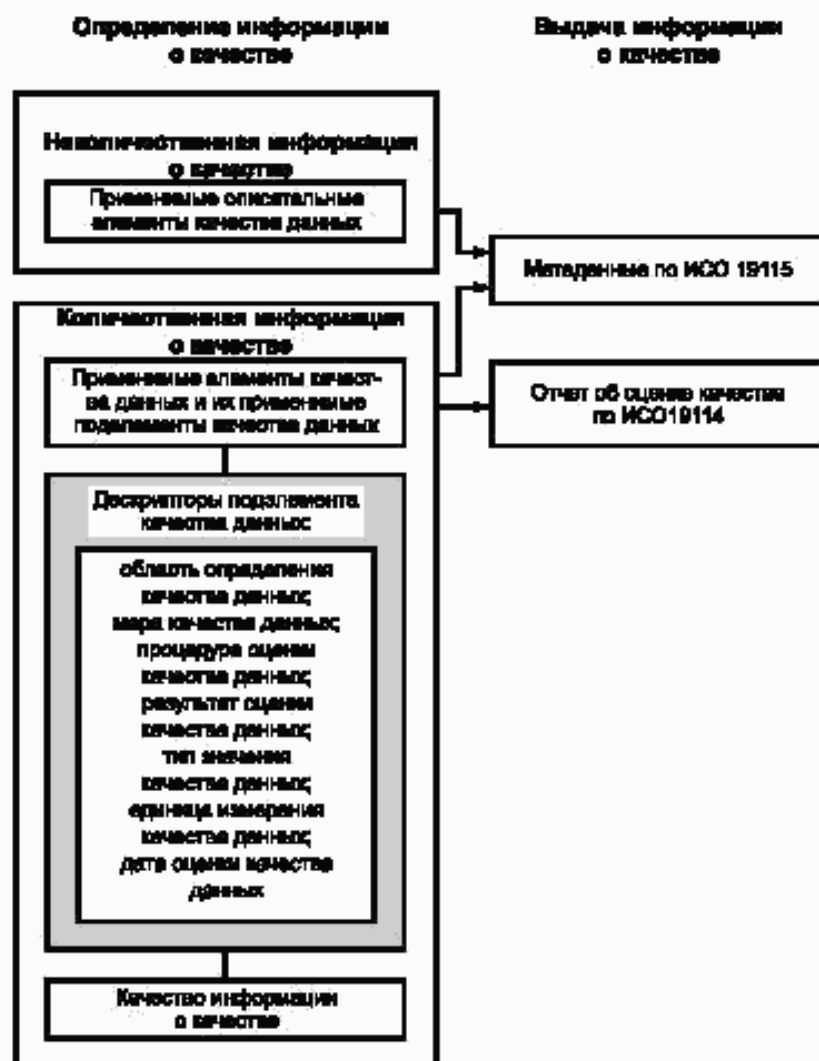 Определение информации
о качестве
Выдача информации
о качестве
Неколичественная информация
о качестве
Применяемые описательные
элементы качества данных
Метаданные по ИСО 19115
Количественная информация
о качестве
Применяемые элементы качест-
ва данных и их применяемые
подэлементы качества данных
Отчет об оценке качества
по ИСО19114
Дескрипторы подэлемента
качества данных:
область определения
качества данных;
мера качества данных;
процедура оценки
качества данных;
результат оценки
качества данных;
тип значения
качества данных;
единица измерения
качества данных;
дата оценки качества
данных
Качество информации
о качестве